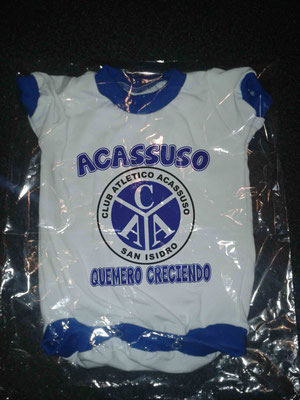 ACASSUSO
CLUB ATLETICO ACASSUSO
C
A A
SAN ISIDRO
QUEMERO CRECIENDO